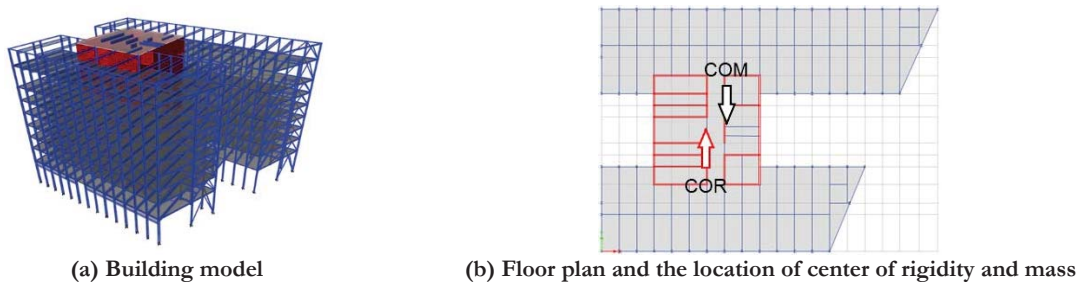 COM
COR
(a) Building model
(b) Floor plan and the location of center of rigidity and mass